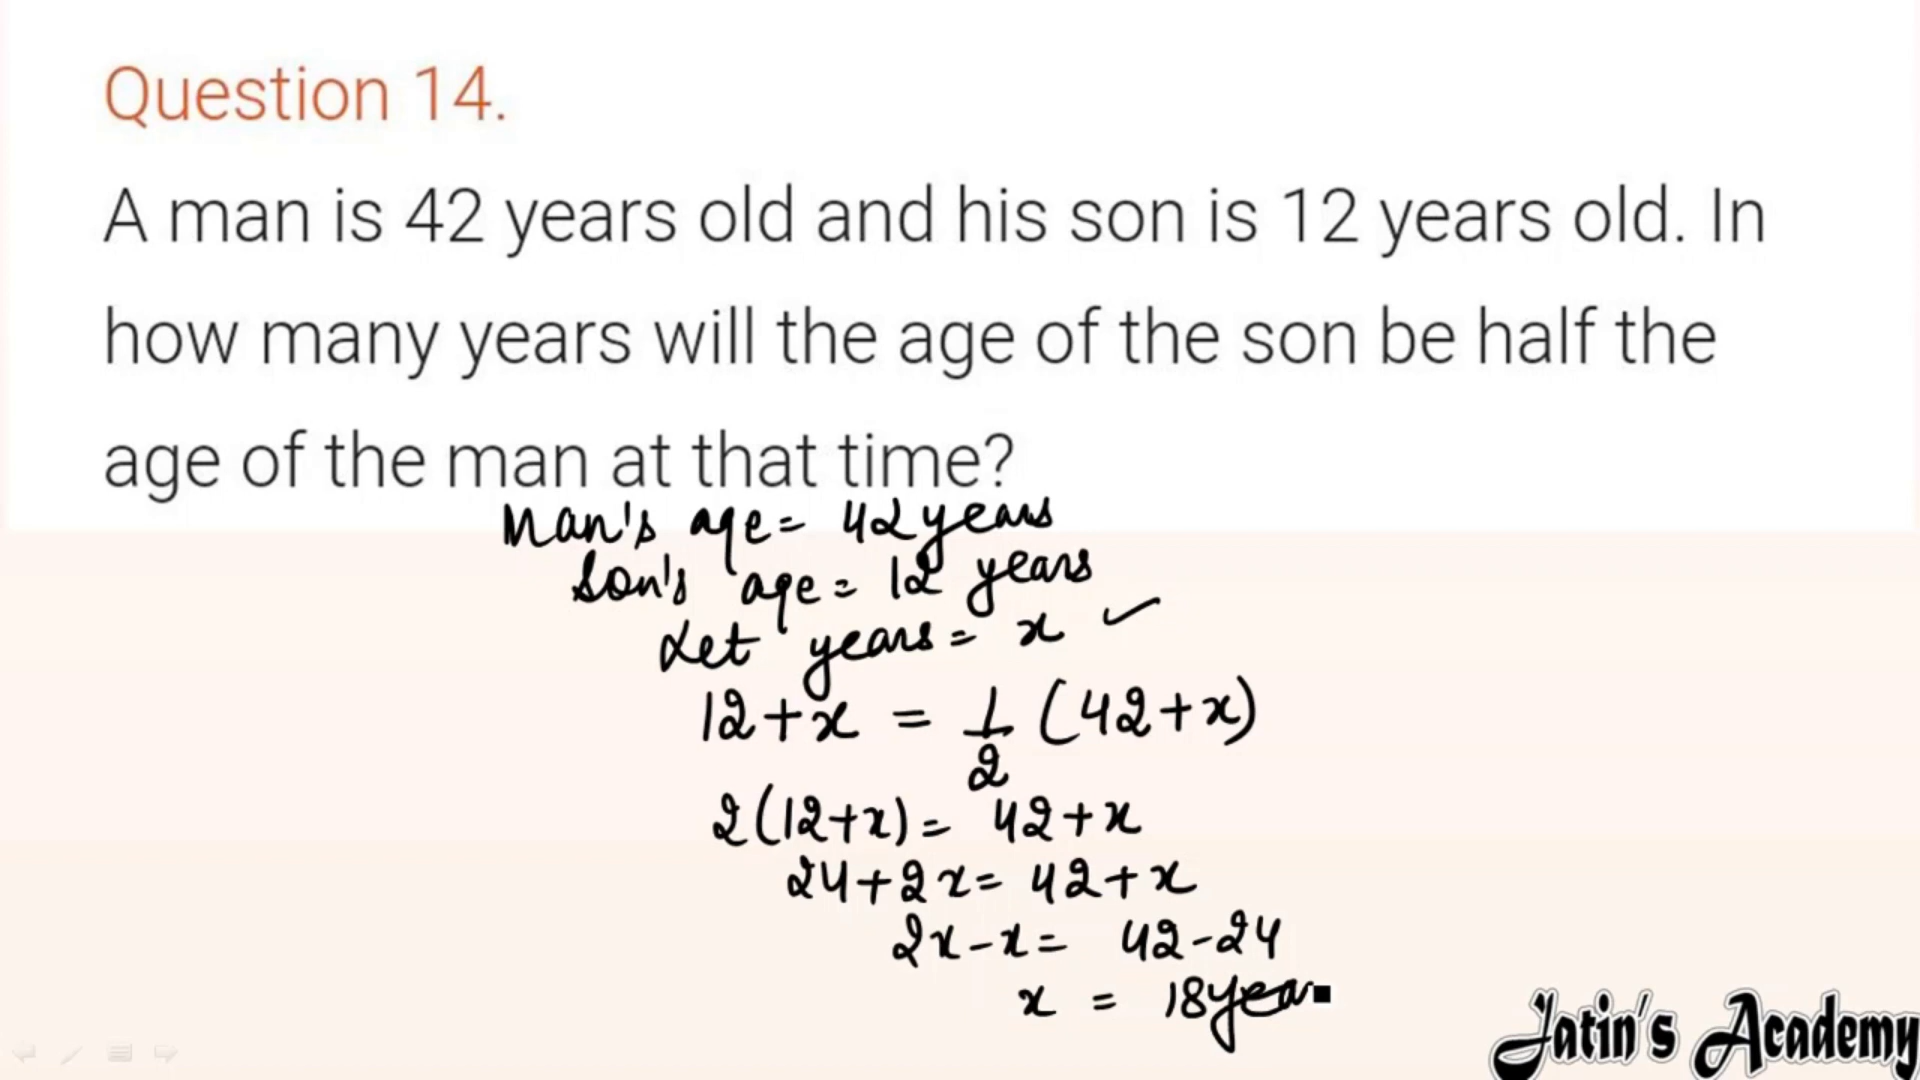 Question 14.
A man is 42 years old and his son is 12 years old. In
how many years will the age of the son be half the
age of the man at that time?
Man's age = 42 years
Son's age = 12 years
Let years = x ✓
12+x = 1/2 (42+x)
2(12+x) = 42+x
24+2x = 42+x
2x-x = 42-24
x = 18 year
Jatin's Academy